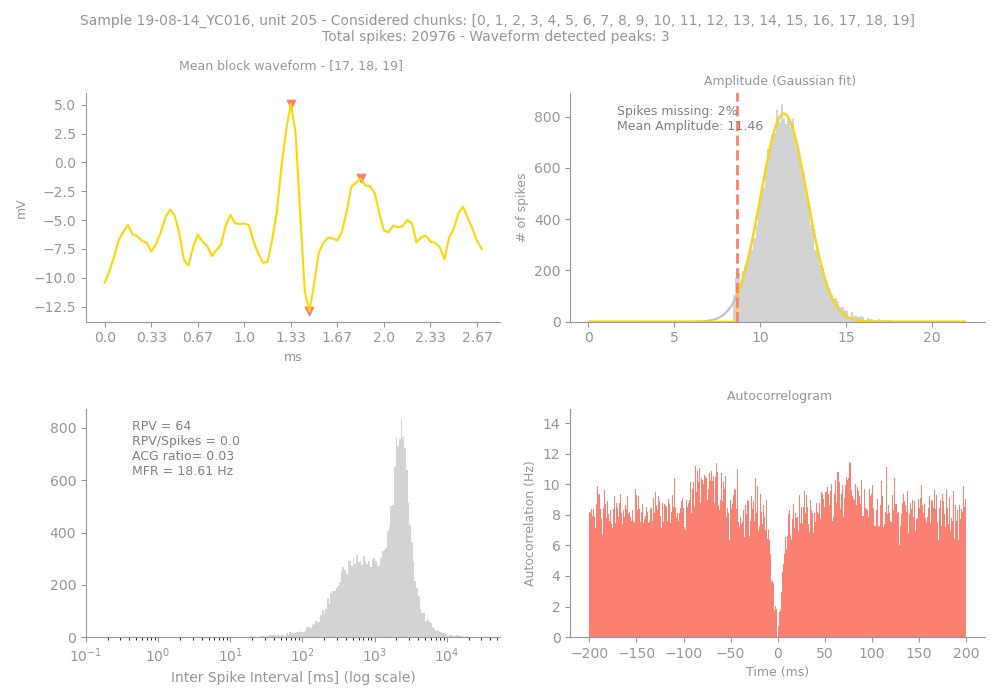 Sample 19-08-14_YC016, unit 205 - Considered chunks: [0, 1, 2, 3, 4, 5, 6, 7, 8, 9, 10, 11, 12, 13, 14, 15, 16, 17, 18, 19]
Total spikes: 20976 - Waveform detected peaks: 3
Mean block waveform - [17, 18, 19]
5.0
2.5
0.0
−2.5
−5.0
−7.5
−10.0
−12.5
mV
0.0 0.33 0.67 1.0 1.33 1.67 2.0 2.33 2.67
ms
Amplitude (Gaussian fit)
Spikes missing: 2%
Mean Amplitude: 11.46
800
600
400
200
0
# of spikes
0 5 10 15 20
RPV = 64
RPV/Spikes = 0.0
ACG ratio= 0.03
MFR = 18.61 Hz
800
600
400
200
0
10⁻¹ 10⁰ 10¹ 10² 10³ 10⁴
Inter Spike Interval [ms] (log scale)
Autocorrelogram
14
12
10
8
6
4
2
0
Autocorrelation (Hz)
−200 −150 −100 −50 0 50 100 150 200
Time (ms)